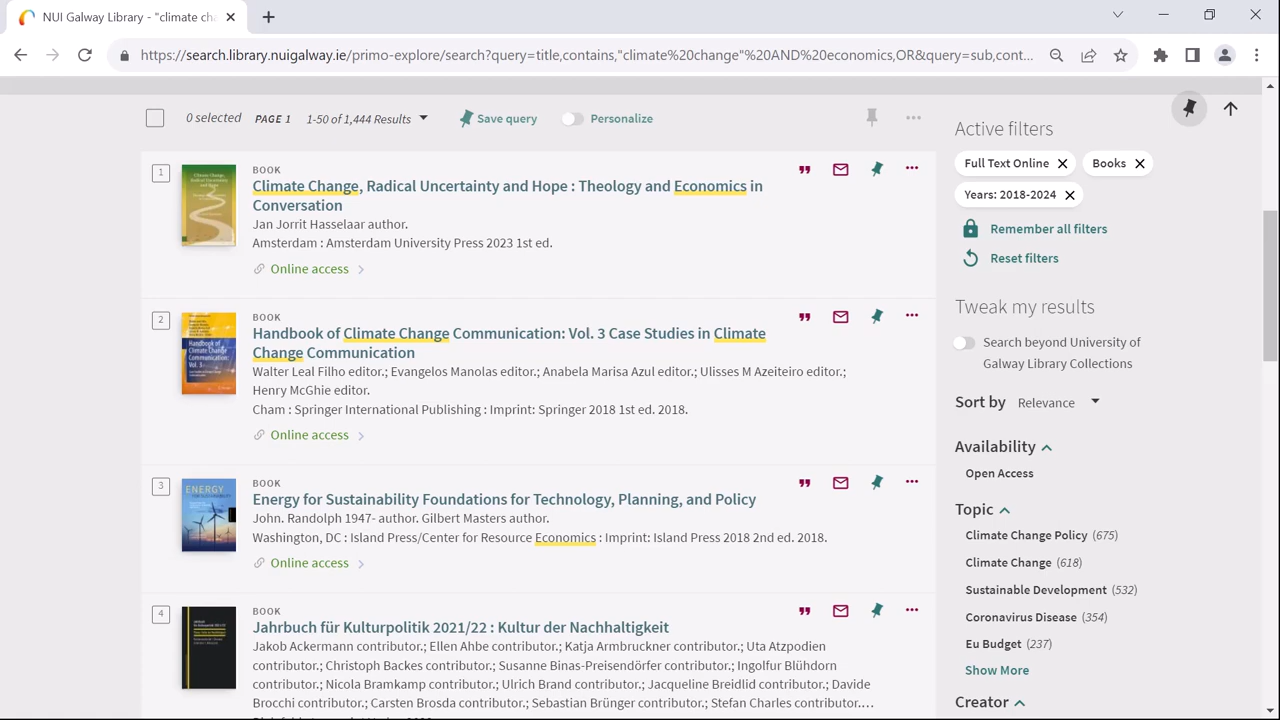 NUI Galway Library - "climate cha
https://search.library.nuigalway.ie/primo-explore/search?query=title,contains,"climate%20change"%20AND%20economics,OR&query=sub,cont...
0 selected PAGE 1 1-50 of 1,444 Results Save query Personalize
BOOK
Climate Change, Radical Uncertainty and Hope : Theology and Economics in
Conversation
Jan Jorrit Hasselaar author.
Amsterdam : Amsterdam University Press 2023 1st ed.
Online access
1
BOOK
Handbook of Climate Change Communication: Vol. 3 Case Studies in Climate
Change Communication
Walter Leal Filho editor.; Evangelos Manolas editor.; Anabela Marisa Azul editor.; Ulisses M Azeiteiro editor.;
Henry McGhie editor.
Cham : Springer International Publishing : Imprint: Springer 2018 1st ed. 2018.
Online access
2
Handbook of
Climate Change
Communication:
Vol. 3
BOOK
Energy for Sustainability Foundations for Technology, Planning, and Policy
John. Randolph 1947- author. Gilbert Masters author.
Washington, DC : Island Press/Center for Resource Economics : Imprint: Island Press 2018 2nd ed. 2018.
Online access
3
ENERGY
BOOK
Jahrbuch für Kulturpolitik 2021/22: Kultur der Nachhaltigkeit
Jakob Ackermann contributor.; Ellen Ahbe contributor.; Katja Armbruckner contributor.; Uta Atzpodien
contributor.; Christoph Backes contributor.; Susanne Binas-Preisendörfer contributor.; Ingolfur Blühdorn
contributor.; Nicola Bramkamp contributor.; Ulrich Brand contributor.; Jacqueline Breidlid contributor.; Davide
Brocchi contributor.; Carsten Brosda contributor.; Sebastian Brünger contributor.; Stefan Charles contributor....
4
Active filters
Full Text Online
Books
Years: 2018-2024
Remember all filters
Reset filters
Tweak my results
Search beyond University of
Galway Library Collections
Sort by Relevance
Availability
Open Access
Topic
Climate Change Policy (675)
Climate Change (618)
Sustainable Development (532)
Coronavirus Disease (354)
Eu Budget (237)
Show More
Creator